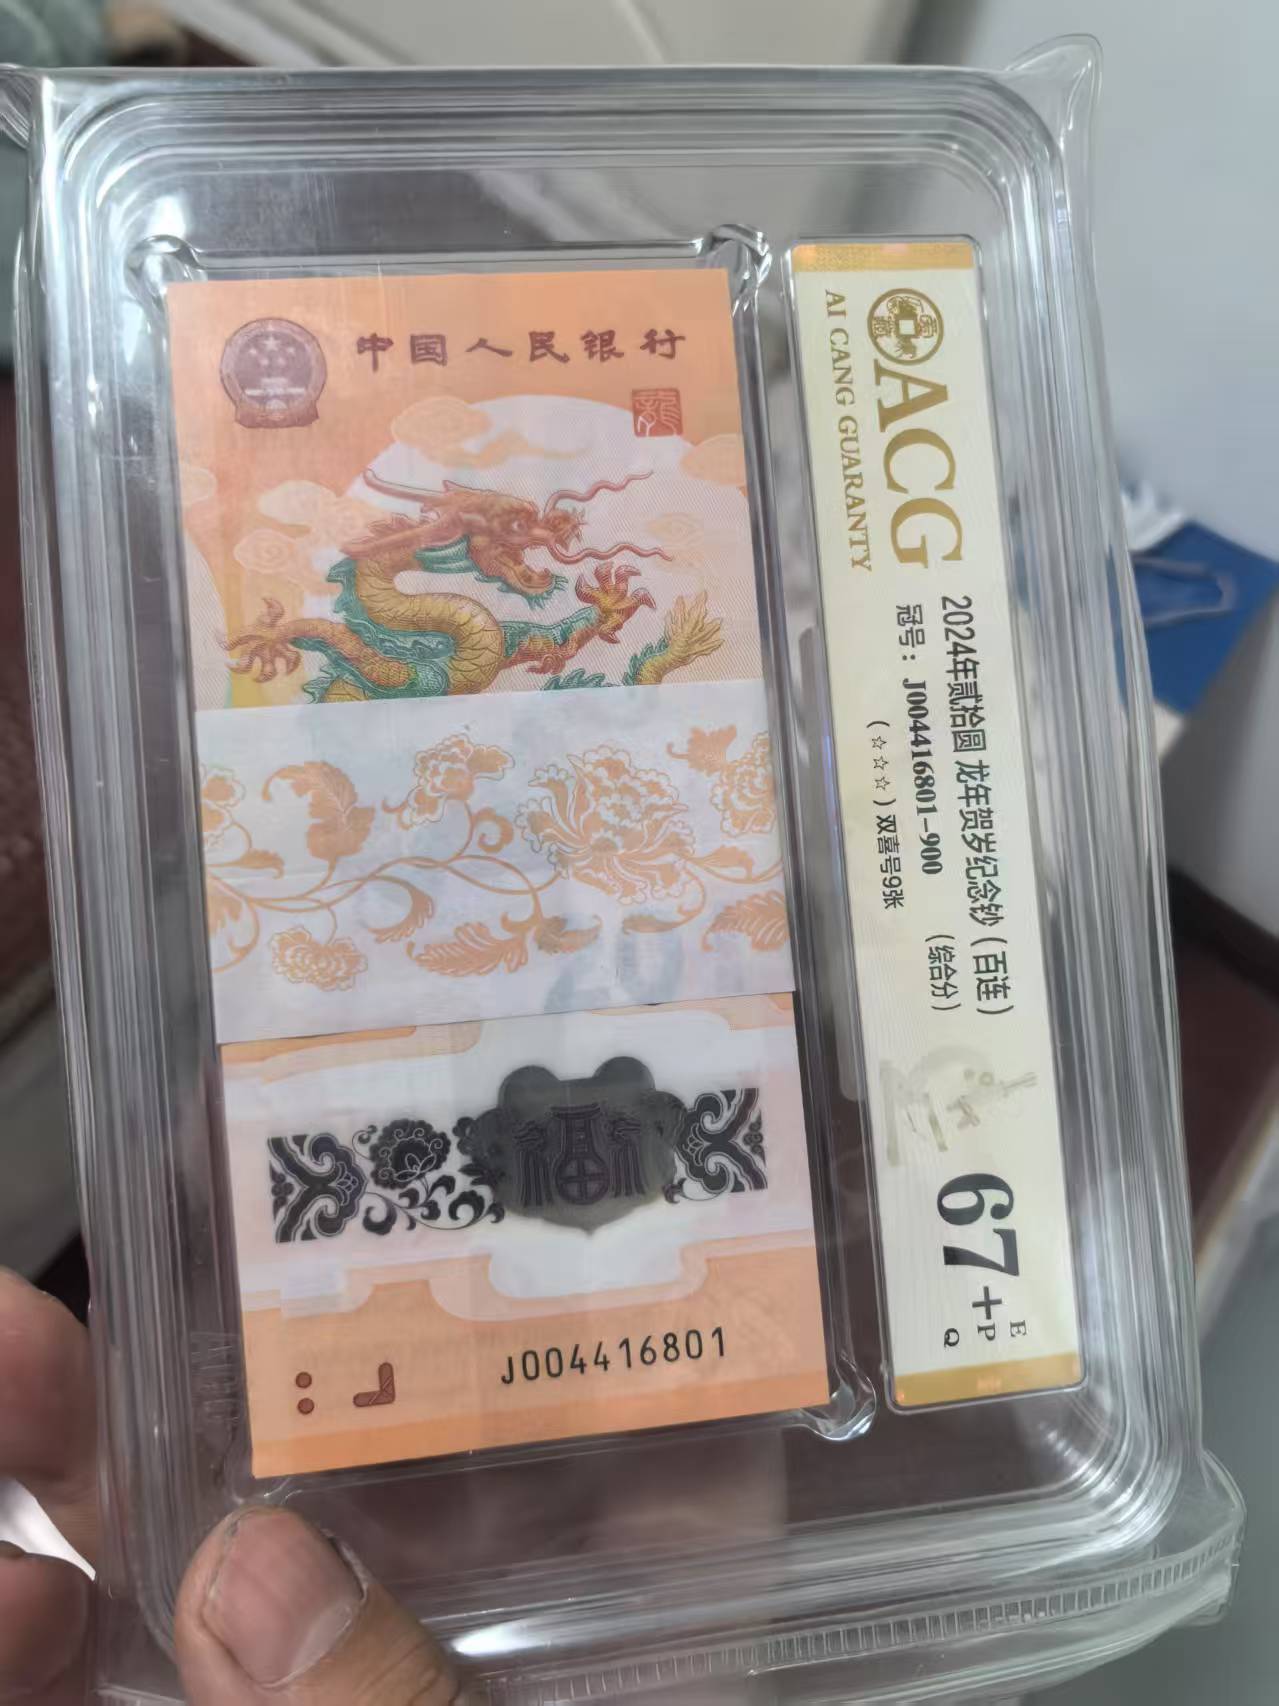 中国人民银行
龍
福
J004416801
ACG
AI CANG GUARANTY
2024年贰拾圆 龙年贺岁纪念钞(百连)
冠号:J004416801-900 (综合分)
(☆☆☆)双喜号9张
67+
E
P
Q